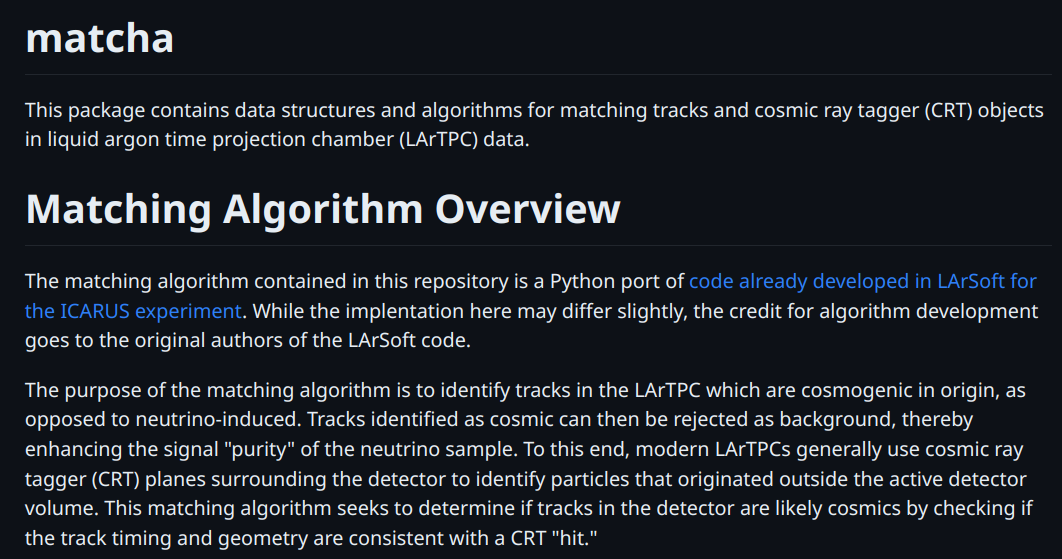 matcha
This package contains data structures and algorithms for matching tracks and cosmic ray tagger (CRT) objects
in liquid argon time projection chamber (LArTPC) data.
Matching Algorithm Overview
The matching algorithm contained in this repository is a Python port of code already developed in LArSoft for
the ICARUS experiment. While the implentation here may differ slightly, the credit for algorithm development
goes to the original authors of the LArSoft code.
The purpose of the matching algorithm is to identify tracks in the LArTPC which are cosmogenic in origin, as
opposed to neutrino-induced. Tracks identified as cosmic can then be rejected as background, thereby
enhancing the signal "purity" of the neutrino sample. To this end, modern LArTPCs generally use cosmic ray
tagger (CRT) planes surrounding the detector to identify particles that originated outside the active detector
volume. This matching algorithm seeks to determine if tracks in the detector are likely cosmics by checking if
the track timing and geometry are consistent with a CRT "hit."